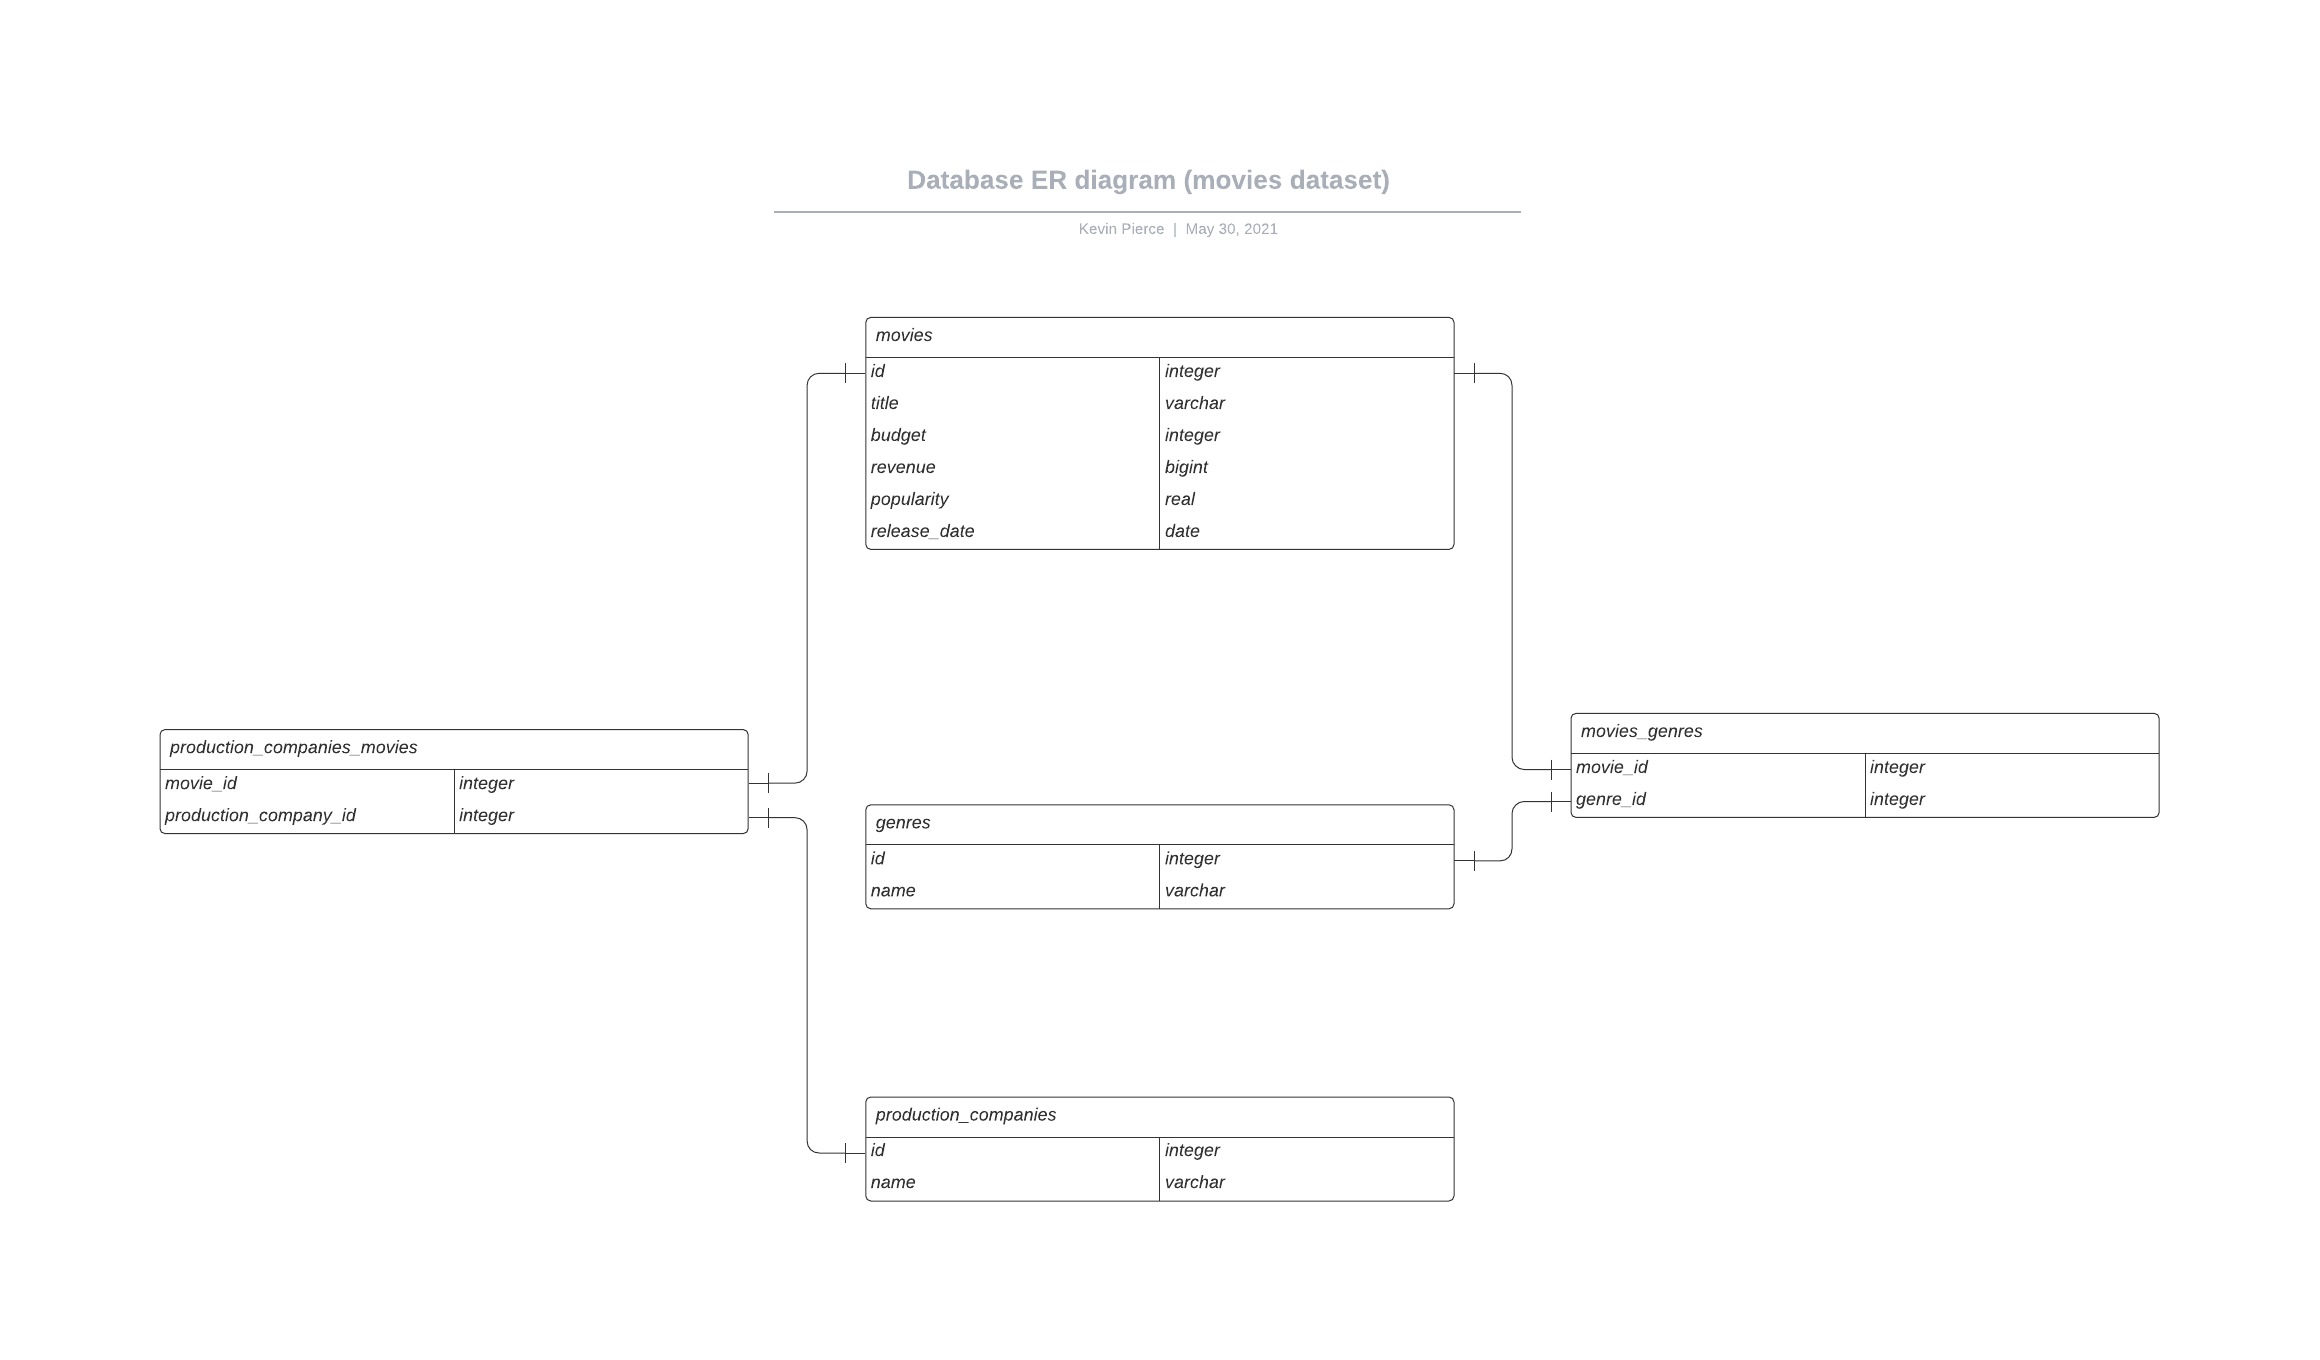 Database ER diagram (movies dataset)
Kevin Pierce | May 30, 2021
movies
id integer
title varchar
budget integer
revenue bigint
popularity real
release_date date
production_companies_movies
movie_id integer
production_company_id integer
movies_genres
movie_id integer
genre_id integer
genres
id integer
name varchar
production_companies
id integer
name varchar